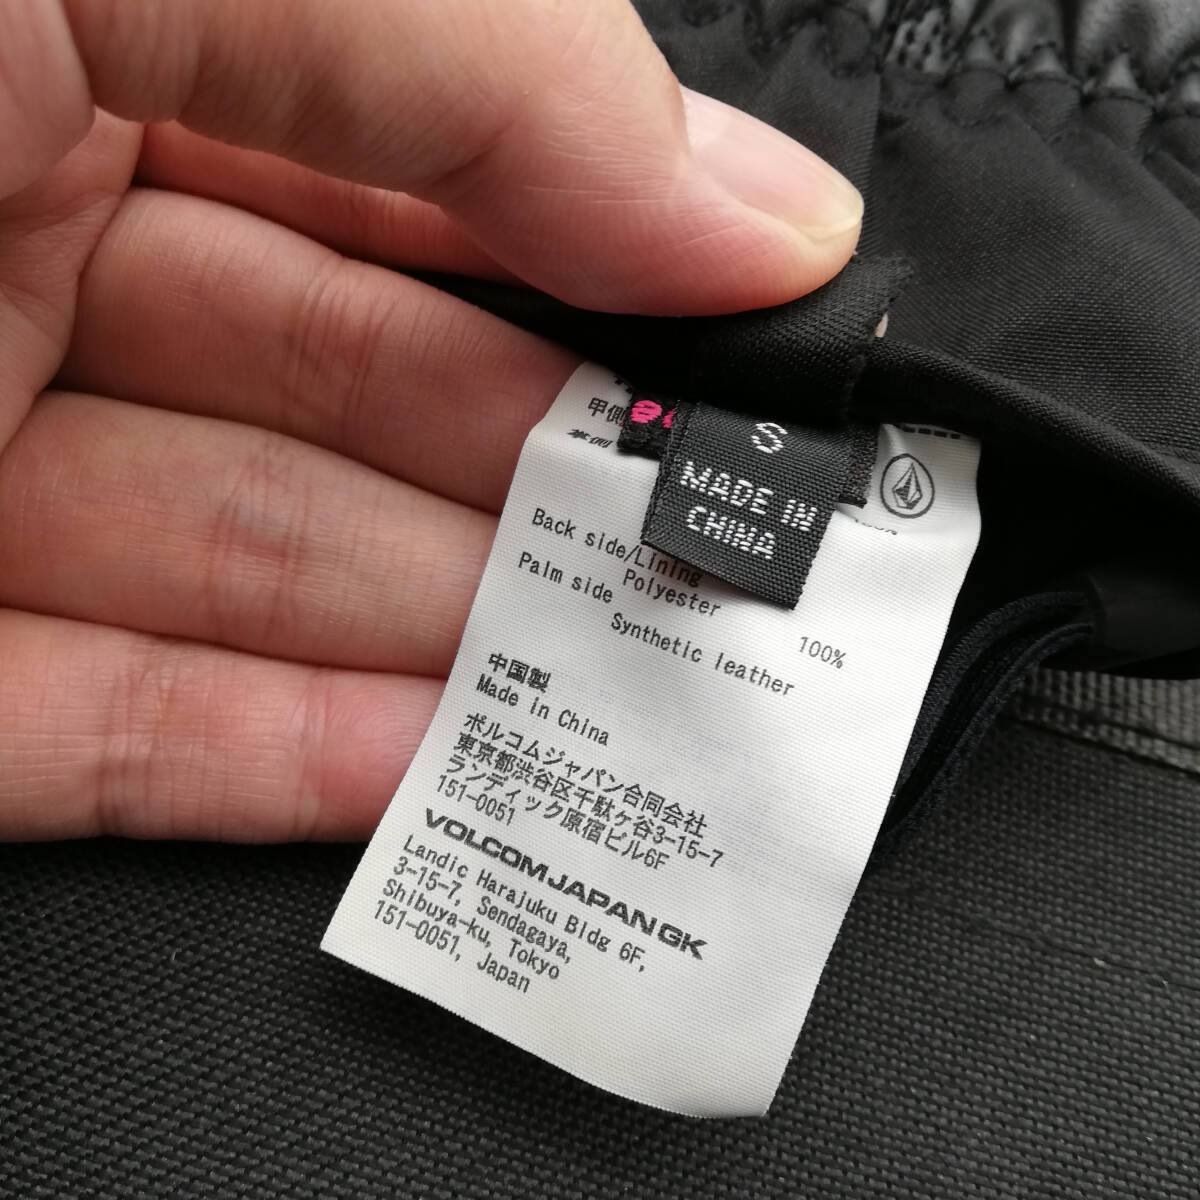 甲側
S
MADE IN
CHINA
Back side/Lining
Polyester 100%
Palm side
Synthetic leather
中国製
Made in China
ボルコムジャパン合同会社
東京都渋谷区千駄ヶ谷3-15-7
ランディック原宿ビル6F
151-0051
VOLCOM JAPAN GK
Landic Harajuku Bldg 6F,
3-15-7, Sendagaya,
Shibuya-ku, Tokyo
151-0051, Japan